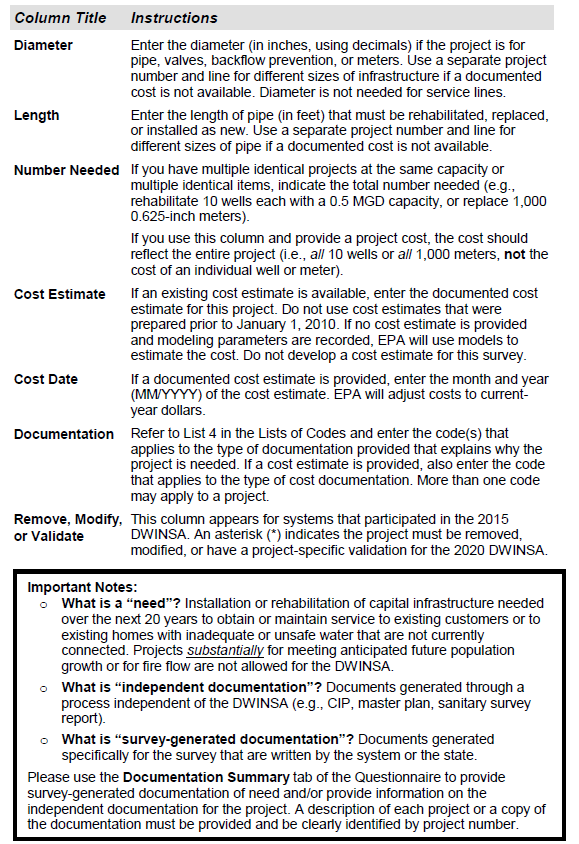 Column Title Instructions
Diameter Enter the diameter (in inches, using decimals) if the project is for
pipe, valves, backflow prevention, or meters. Use a separate project
number and line for different sizes of infrastructure if a documented
cost is not available. Diameter is not needed for service lines.
Length Enter the length of pipe (in feet) that must be rehabilitated, replaced,
or installed as new. Use a separate project number and line for
different sizes of pipe if a documented cost is not available.
Number Needed If you have multiple identical projects at the same capacity or
multiple identical items, indicate the total number needed (e.g.,
rehabilitate 10 wells each with a 0.5 MGD capacity, or replace 1,000
0.625-inch meters).
If you use this column and provide a project cost, the cost should
reflect the entire project (i.e., all 10 wells or all 1,000 meters, not the
cost of an individual well or meter).
Cost Estimate If an existing cost estimate is available, enter the documented cost
estimate for this project. Do not use cost estimates that were
prepared prior to January 1, 2010. If no cost estimate is provided
and modeling parameters are recorded, EPA will use models to
estimate the cost. Do not develop a cost estimate for this survey.
Cost Date If a documented cost estimate is provided, enter the month and year
(MM/YYYY) of the cost estimate. EPA will adjust costs to current-
year dollars.
Documentation Refer to List 4 in the Lists of Codes and enter the code(s) that
applies to the type of documentation provided that explains why the
project is needed. If a cost estimate is provided, also enter the code
that applies to the type of cost documentation. More than one code
may apply to a project.
Remove, Modify, This column appears for systems that participated in the 2015
or Validate DWINSA. An asterisk (*) indicates the project must be removed,
modified, or have a project-specific validation for the 2020 DWINSA.
Important Notes:
o What is a “need”? Installation or rehabilitation of capital infrastructure needed
over the next 20 years to obtain or maintain service to existing customers or to
existing homes with inadequate or unsafe water that are not currently
connected. Projects substantially for meeting anticipated future population
growth or for fire flow are not allowed for the DWINSA.
o What is “independent documentation”? Documents generated through a
process independent of the DWINSA (e.g., CIP, master plan, sanitary survey
report).
o What is “survey-generated documentation”? Documents generated
specifically for the survey that are written by the system or the state.
Please use the Documentation Summary tab of the Questionnaire to provide
survey-generated documentation of need and/or provide information on the
independent documentation for the project. A description of each project or a copy of
the documentation must be provided and be clearly identified by project number.